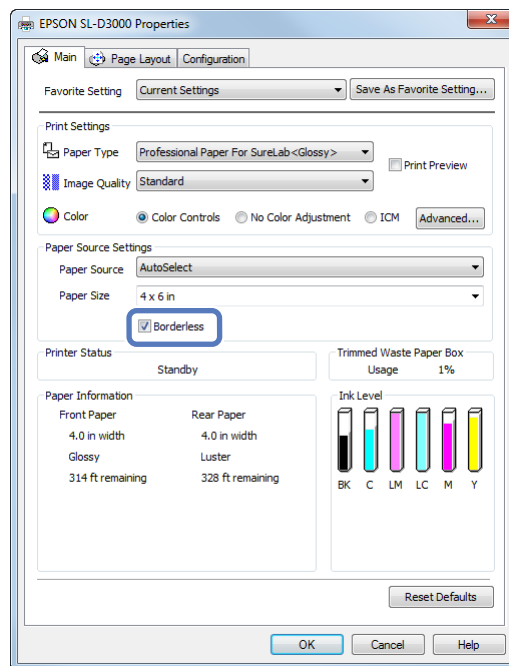 EPSON SL-D3000 Properties
Main Page Layout Configuration
Favorite Setting Current Settings Save As Favorite Setting...
Print Settings
Paper Type Professional Paper For SureLab<Glossy>
Print Preview
Image Quality Standard
Color Color Controls No Color Adjustment ICM Advanced...
Paper Source Settings
Paper Source AutoSelect
Paper Size 4 x 6 in
Borderless
Printer Status Trimmed Waste Paper Box
Standby Usage 1%
Paper Information Ink Level
Front Paper Rear Paper
4.0 in width 4.0 in width
Glossy Luster
314 ft remaining 328 ft remaining
BK C LM LC M Y
Reset Defaults
OK Cancel Help